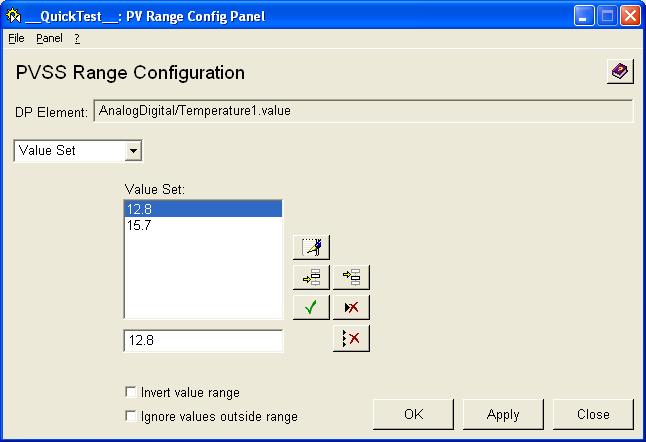 __QuickTest__: PV Range Config Panel
File Panel ?
PVSS Range Configuration
DP Element: AnalogDigital/Temperature1.value
Value Set
Value Set:
12.8
15.7
12.8
Invert value range
Ignore values outside range
OK Apply Close